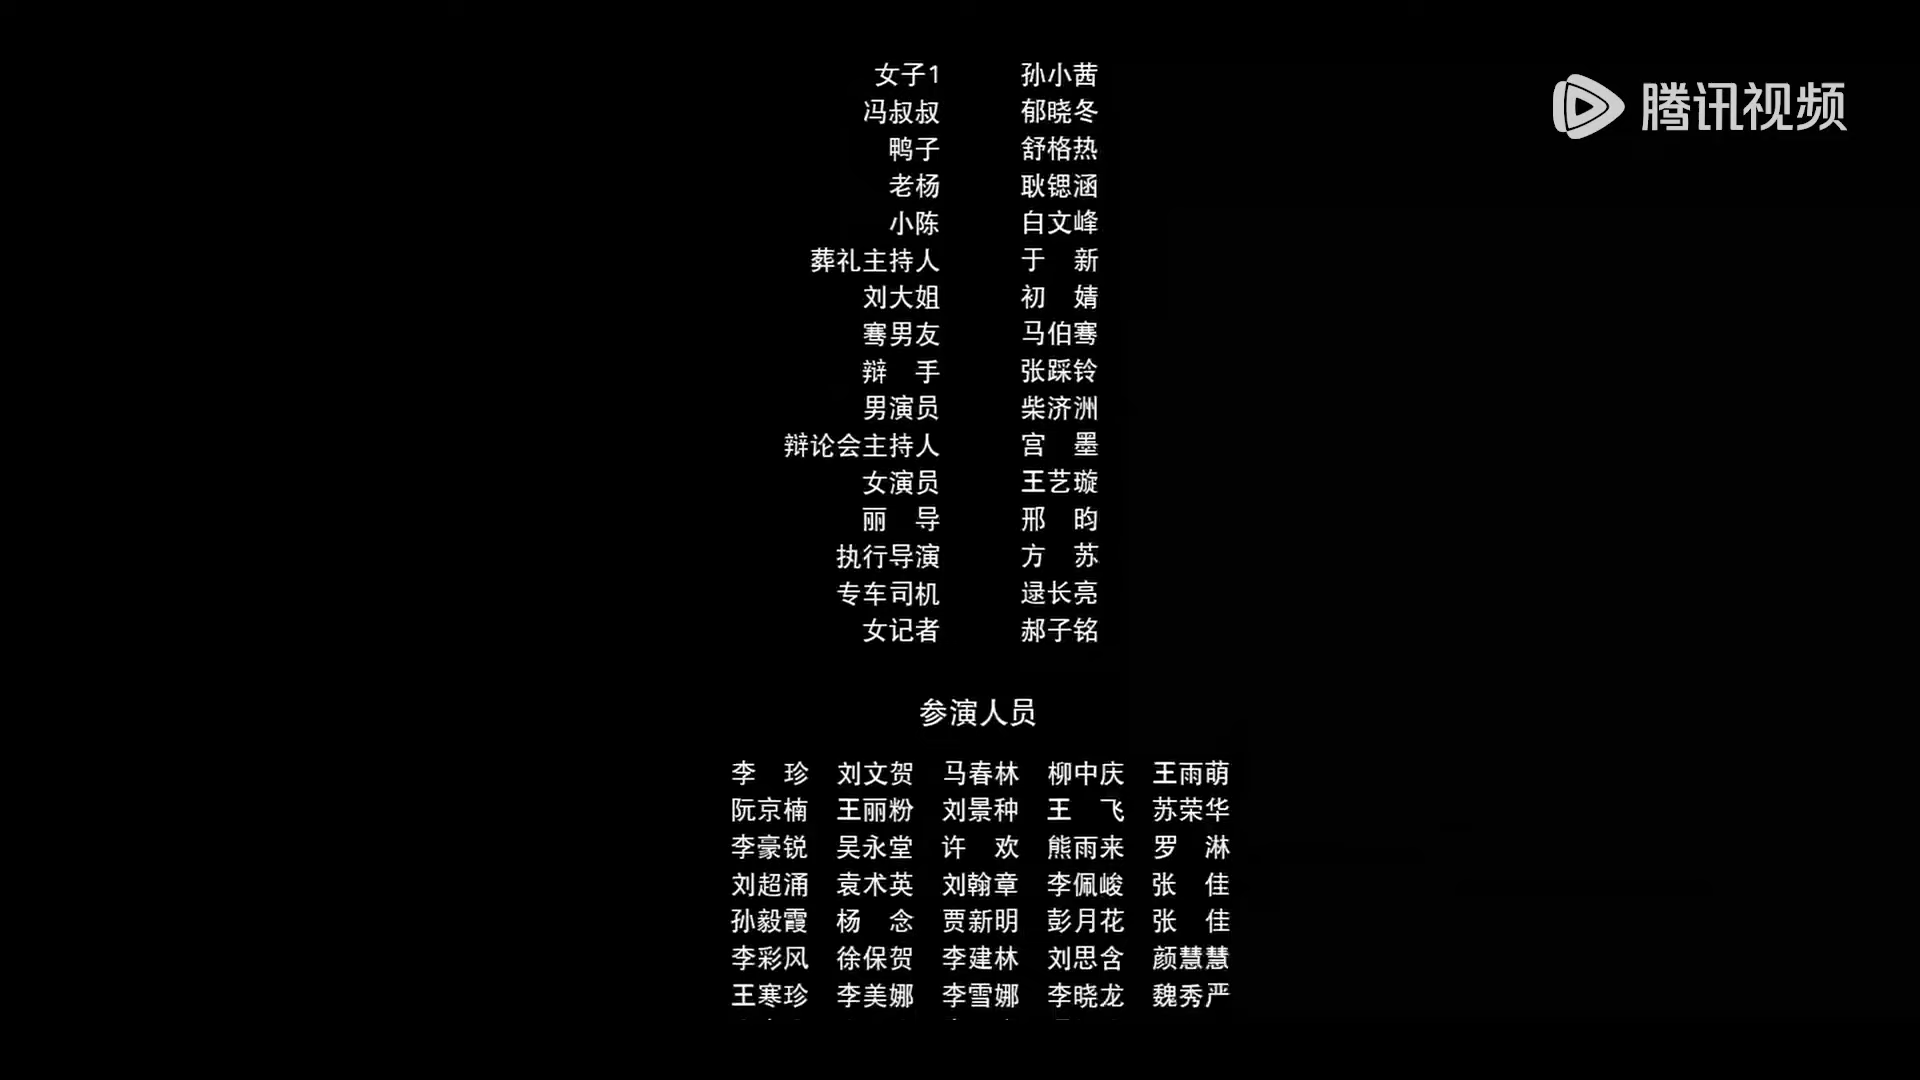 女子1 孙小茜
腾讯视频
冯叔叔 郁晓冬
鸭子 舒格热
老杨 耿锶涵
小陈 白文峰
葬礼主持人 于 新
刘大姐 初 婧
骞男友 马伯骞
辩 手 张踩铃
男演员 柴济洲
辩论会主持人 宫 墨
女演员 王艺璇
丽 导 邢 昀
执行导演 方 苏
专车司机 逯长亮
女记者 郝子铭
参演人员
李 珍 刘文贺 马春林 柳中庆 王雨萌
阮京楠 王丽粉 刘景种 王 飞 苏荣华
李豪锐 吴永堂 许 欢 熊雨来 罗 淋
刘超涌 袁术英 刘翰章 李佩峻 张 佳
孙毅霞 杨 念 贾新明 彭月花 张 佳
李彩风 徐保贺 李建林 刘思含 颜慧慧
王寒珍 李美娜 李雪娜 李晓龙 魏秀严